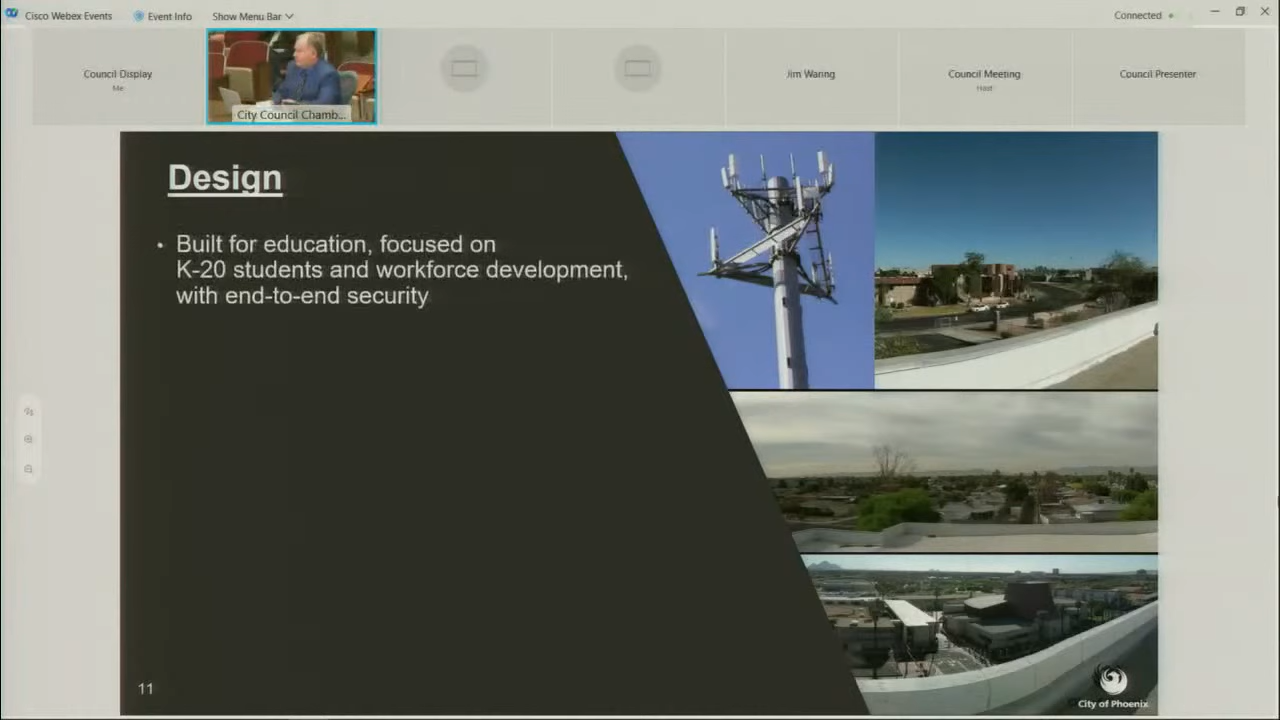 Cisco Webex Events
Event Info
Show Menu Bar
Connected
Council Display
Me
City Council Chamb...
Jim Waring
Council Meeting
Host
Council Presenter
Design
• Built for education, focused on
K-20 students and workforce development,
with end-to-end security
11
City of Phoenix